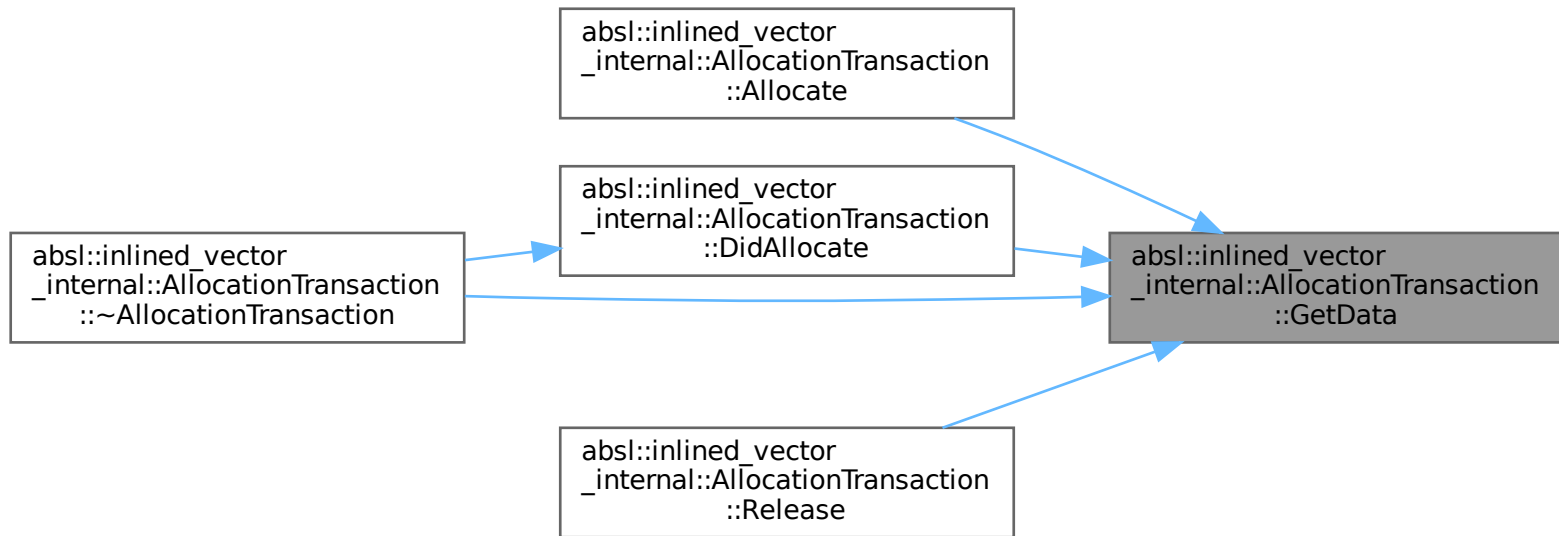 absl::inlined_vector
_internal::AllocationTransaction
::Allocate
absl::inlined_vector
_internal::AllocationTransaction
::DidAllocate
absl::inlined_vector
_internal::AllocationTransaction
::~AllocationTransaction
absl::inlined_vector
_internal::AllocationTransaction
::GetData
absl::inlined_vector
_internal::AllocationTransaction
::Release